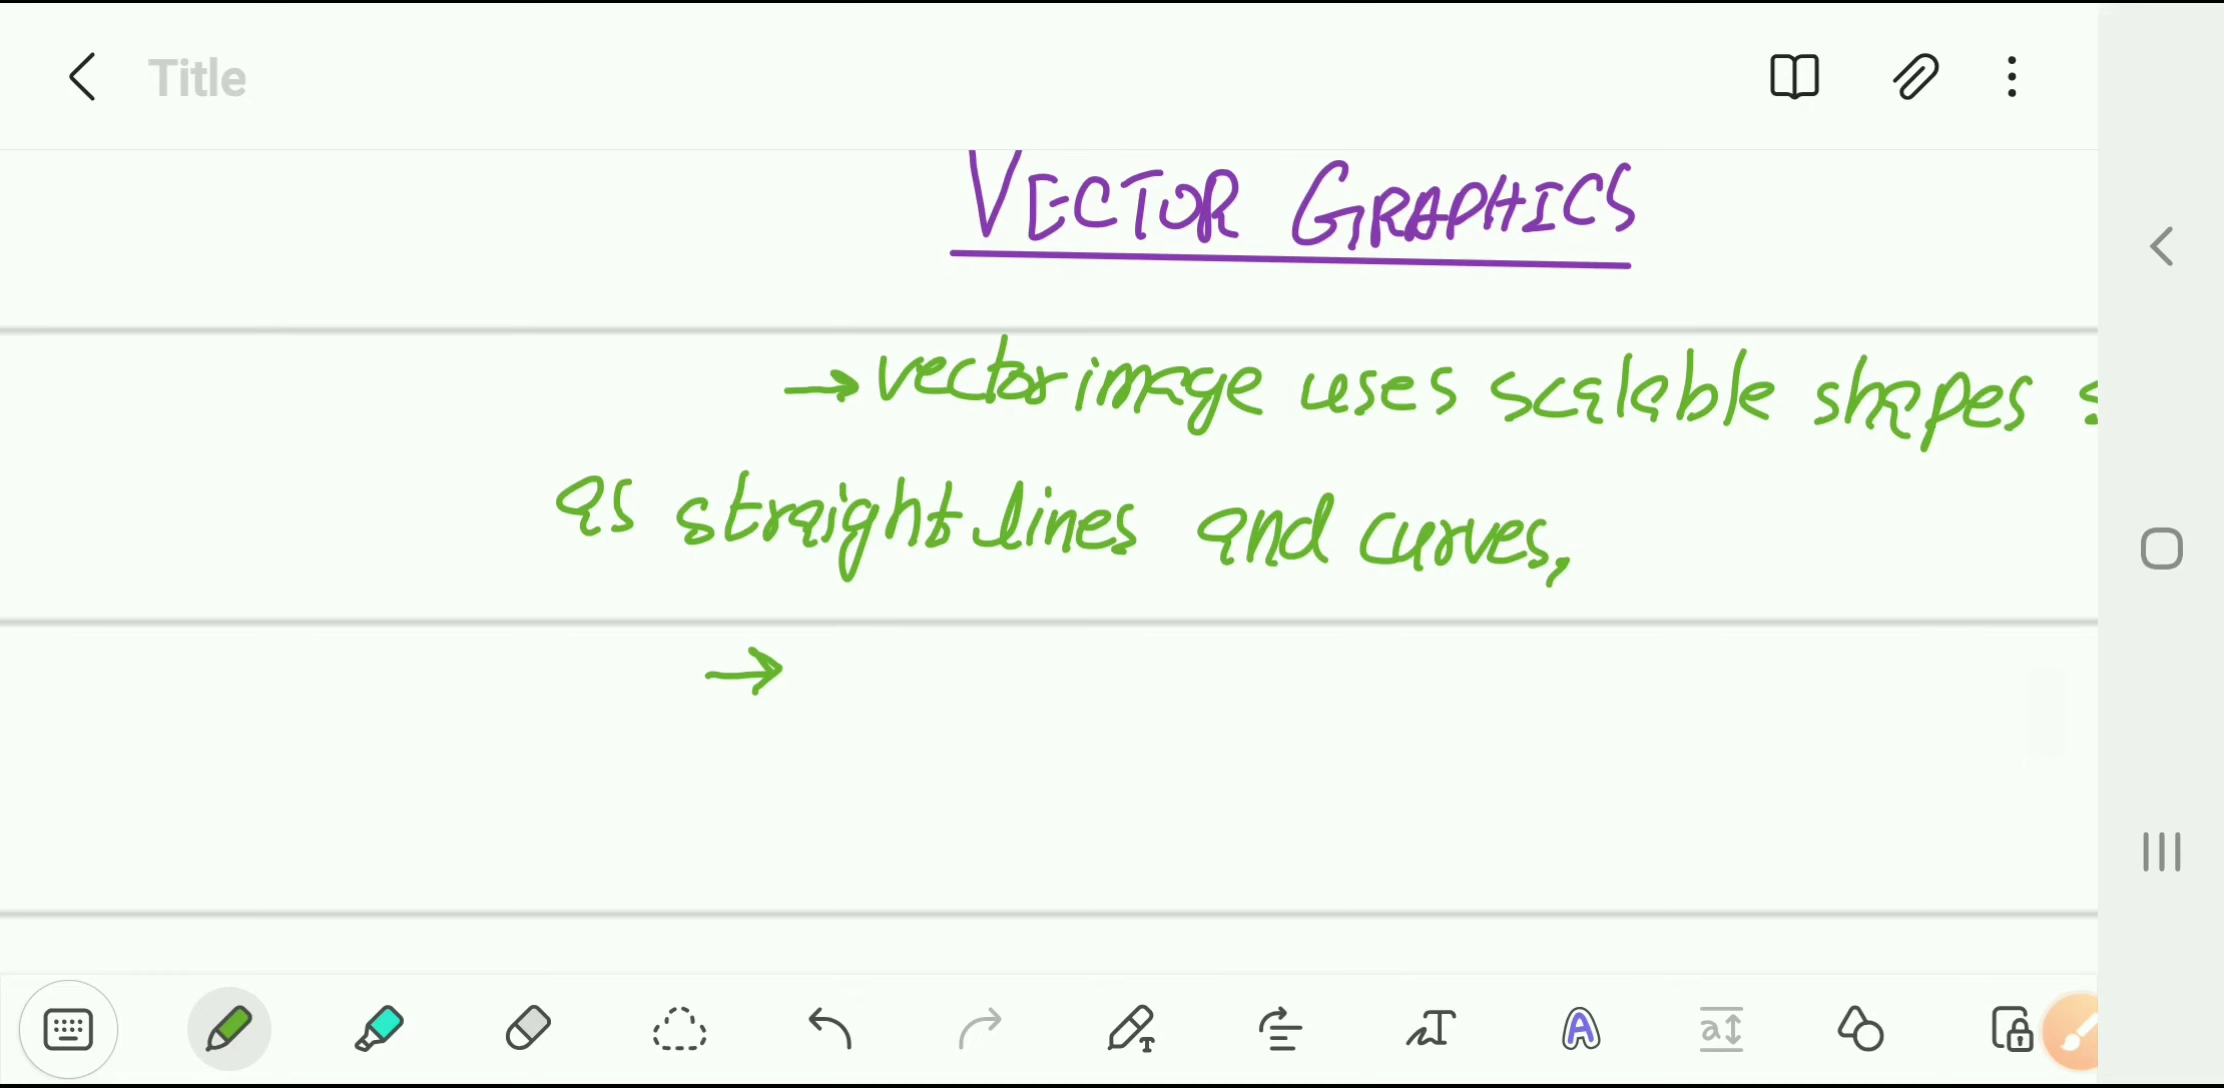 Title
VECTOR GRAPHICS
→ vector image uses scalable shapes
as straight lines and curves,
→